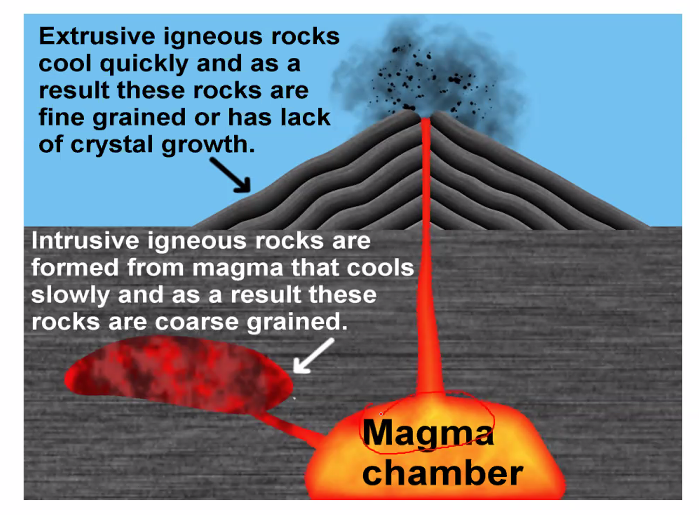 Extrusive igneous rocks
cool quickly and as a
result these rocks are
fine grained or has lack
of crystal growth.
Intrusive igneous rocks are
formed from magma that cools
slowly and as a result these
rocks are coarse grained.
Magma
chamber